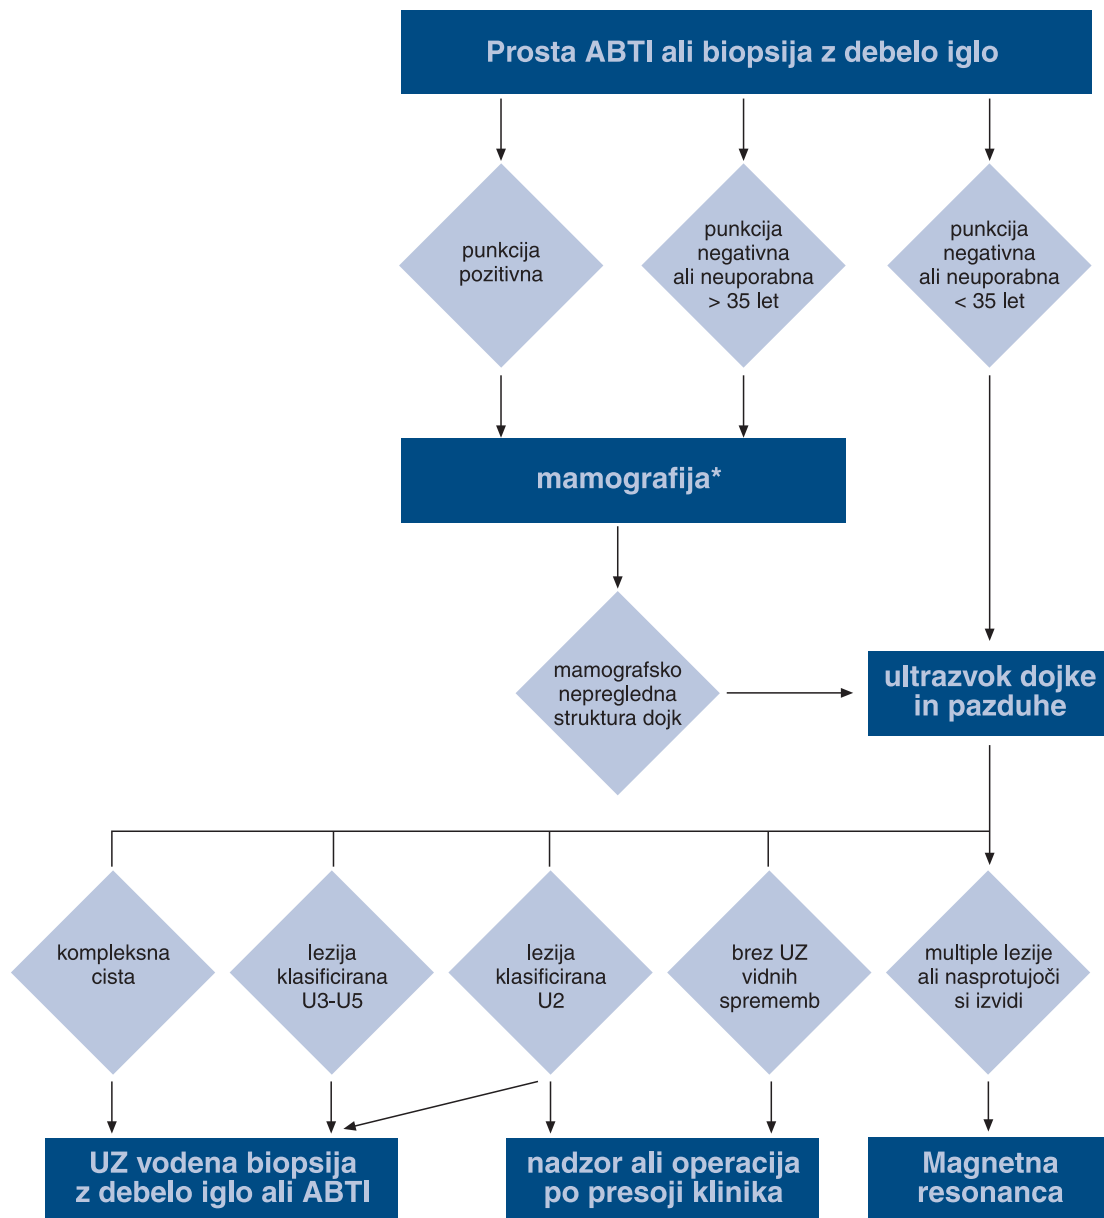 Prosta ABTI ali biopsija z debelo iglo
punkcija
pozitivna
punkcija
negativna
ali neuporabna
> 35 let
punkcija
negativna
ali neuporabna
< 35 let
mamografija*
mamografsko
nepregledna
struktura dojk
ultrazvok dojke
in pazduhe
kompleksna
cista
lezija
klasificirana
U3-U5
lezija
klasificirana
U2
brez UZ
vidnih
sprememb
multiple lezije
ali nasprotujoči
si izvidi
UZ vodena biopsija
z debelo iglo ali ABTI
nadzor ali operacija
po presoji klinika
Magnetna
resonanca